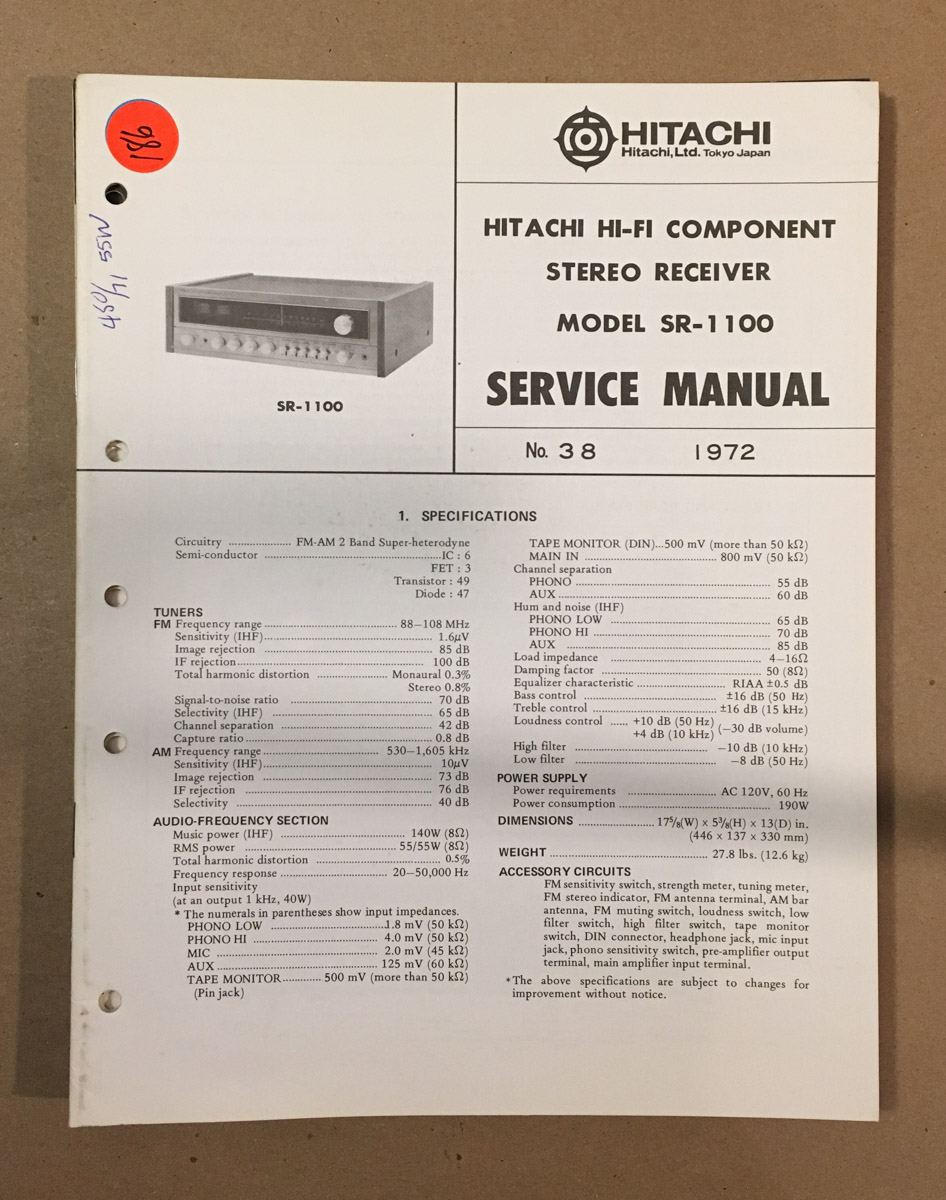 981
430/14 SSW
SR-1100
HITACHI
Hitachi, Ltd. Tokyo Japan
HITACHI HI-FI COMPONENT
STEREO RECEIVER
MODEL SR-1100
SERVICE MANUAL
No. 38 1972
1. SPECIFICATIONS
Circuitry .................... FM-AM 2 Band Super-heterodyne
Semi-conductor .................................................. IC : 6
FET : 3
Transistor : 49
Diode : 47
TUNERS
FM Frequency range .......................................... 88–108 MHz
Sensitivity (IHF) .................................................. 1.6μV
Image rejection .................................................. 85 dB
IF rejection .................................................. 100 dB
Total harmonic distortion ......................... Monaural 0.3%
Stereo 0.8%
Signal-to-noise ratio .................................................. 70 dB
Selectivity (IHF) .................................................. 65 dB
Channel separation .................................................. 42 dB
Capture ratio .................................................. 0.8 dB
AM Frequency range .................................... 530–1,605 kHz
Sensitivity (IHF) .................................................. 10μV
Image rejection .................................................. 73 dB
IF rejection .................................................. 76 dB
Selectivity .................................................. 40 dB
AUDIO-FREQUENCY SECTION
Music power (IHF) .................................... 140W (8Ω)
RMS power .................................................. 55/55W (8Ω)
Total harmonic distortion .................................... 0.5%
Frequency response .................................... 20–50,000 Hz
Input sensitivity
(at an output 1 kHz, 40W)
* The numerals in parentheses show input impedances.
PHONO LOW .................................... 1.8 mV (50 kΩ)
PHONO HI .................................... 4.0 mV (50 kΩ)
MIC .................................................. 2.0 mV (45 kΩ)
AUX .................................................. 125 mV (60 kΩ)
TAPE MONITOR ............ 500 mV (more than 50 kΩ)
(Pin jack)
TAPE MONITOR (DIN)...500 mV (more than 50 kΩ)
MAIN IN .......................................... 800 mV (50 kΩ)
Channel separation
PHONO .................................................. 55 dB
AUX .................................................. 60 dB
Hum and noise (IHF)
PHONO LOW .................................................. 65 dB
PHONO HI .................................................. 70 dB
AUX .................................................. 85 dB
Load impedance .................................................. 4–16Ω
Damping factor .................................................. 50 (8Ω)
Equalizer characteristic ........................... RIAA ±0.5 dB
Bass control .................................... ±16 dB (50 Hz)
Treble control .................................... ±16 dB (15 kHz)
Loudness control ...... +10 dB (50 Hz)
+4 dB (10 kHz) (−30 dB volume)
High filter .................................... −10 dB (10 kHz)
Low filter .................................... −8 dB (50 Hz)
POWER SUPPLY
Power requirements ........................... AC 120V, 60 Hz
Power consumption .................................................. 190W
DIMENSIONS ........................ 17⅝(W) × 5⅜(H) × 13(D) in.
(446 × 137 × 330 mm)
WEIGHT .................................................. 27.8 lbs. (12.6 kg)
ACCESSORY CIRCUITS
FM sensitivity switch, strength meter, tuning meter,
FM stereo indicator, FM antenna terminal, AM bar
antenna, FM muting switch, loudness switch, low
filter switch, high filter switch, tape monitor
switch, DIN connector, headphone jack, mic input
jack, phono sensitivity switch, pre-amplifier output
terminal, main amplifier input terminal.
* The above specifications are subject to changes for
improvement without notice.